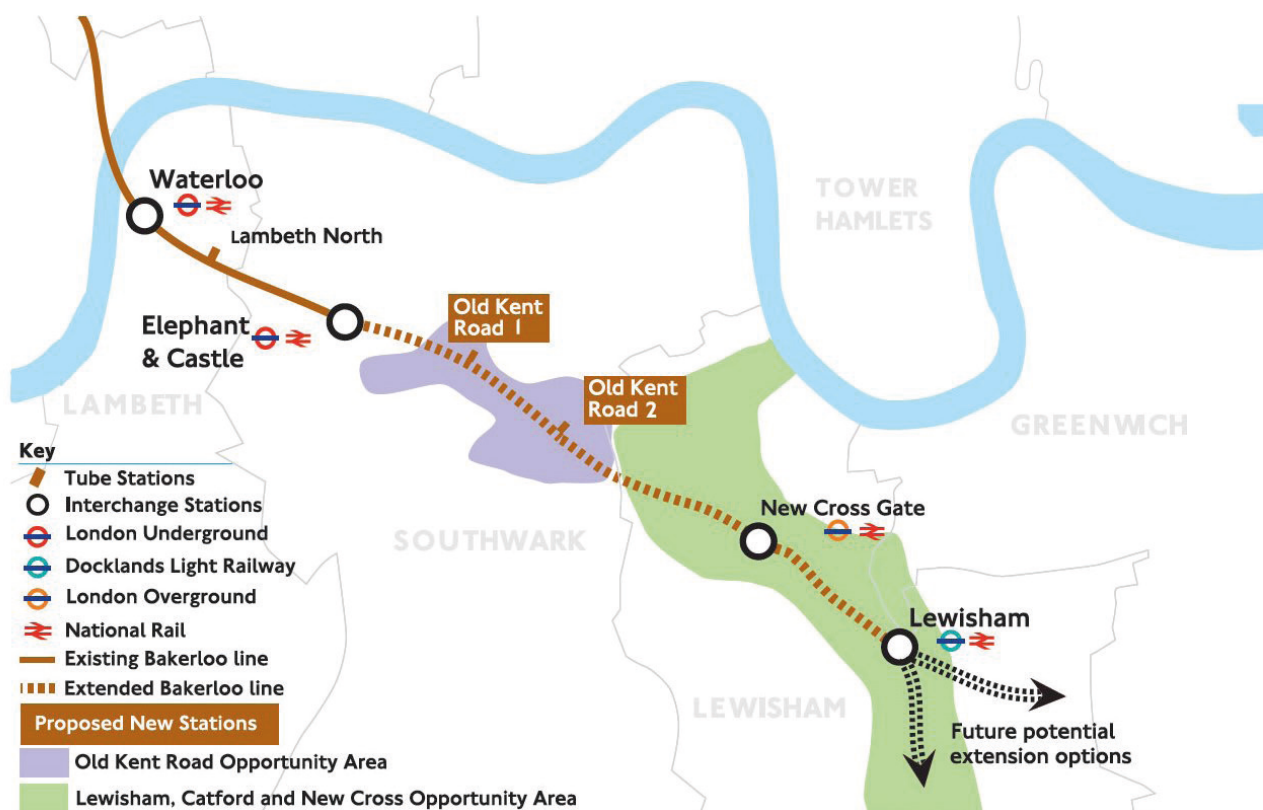 Waterloo
Lambeth North
TOWER
HAMLETS
Elephant
& Castle
Old Kent
Road 1
Old Kent
Road 2
LAMBETH
GREENWICH
SOUTHWARK
New Cross Gate
Lewisham
LEWISHAM
Future potential
extension options
Key
Tube Stations
Interchange Stations
London Underground
Docklands Light Railway
London Overground
National Rail
Existing Bakerloo line
Extended Bakerloo line
Proposed New Stations
Old Kent Road Opportunity Area
Lewisham, Catford and New Cross Opportunity Area